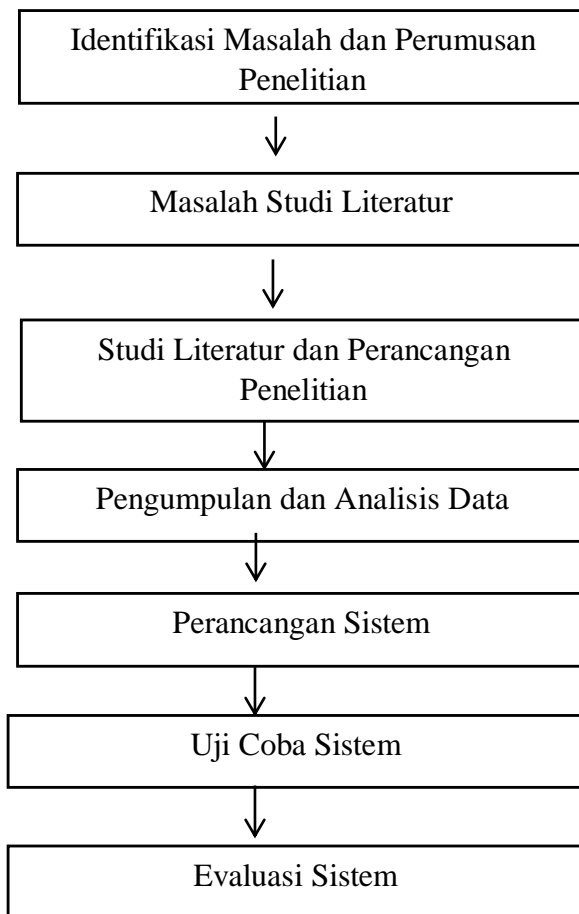 Identifikasi Masalah dan Perumusan
Penelitian
Masalah Studi Literatur
Studi Literatur dan Perancangan
Penelitian
Pengumpulan dan Analisis Data
Perancangan Sistem
Uji Coba Sistem
Evaluasi Sistem